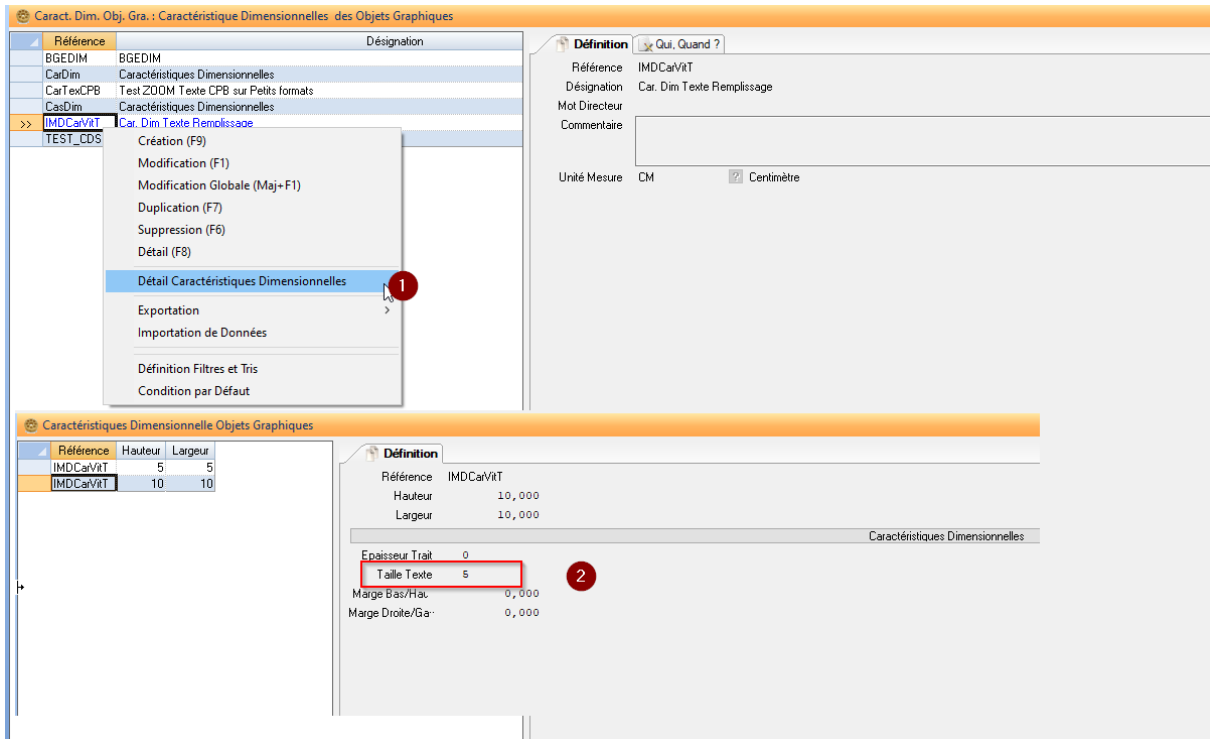 Caract. Dim. Obj. Gra. : Caractéristique Dimensionnelles des Objets Graphiques
Référence Désignation
BGEDIM BGEDIM
CarDim Caractéristiques Dimensionnelles
CarTexCPB Test ZOOM Texte CPB sur Petits formats
CasDim Caractéristiques Dimensionnelles
>> IMDCarVitT Car. Dim Texte Remplissage
TEST_CDS
Création (F9)
Modification (F1)
Modification Globale (Maj+F1)
Duplication (F7)
Suppression (F6)
Détail (F8)
Détail Caractéristiques Dimensionnelles
1
Exportation >
Importation de Données
Définition Filtres et Tris
Condition par Défaut
Définition Qui, Quand ?
Référence IMDCarVitT
Désignation Car. Dim Texte Remplissage
Mot Directeur
Commentaire
Unité Mesure CM ? Centimètre
Caractéristiques Dimensionnelle Objets Graphiques
Référence Hauteur Largeur
IMDCarVitT 5 5
IMDCarVitT 10 10
Définition
Référence IMDCarVitT
Hauteur 10,000
Largeur 10,000
Caractéristiques Dimensionnelles
Epaisseur Trait 0
Taille Texte 5
2
Marge Bas/Hau 0,000
Marge Droite/Ga·· 0,000